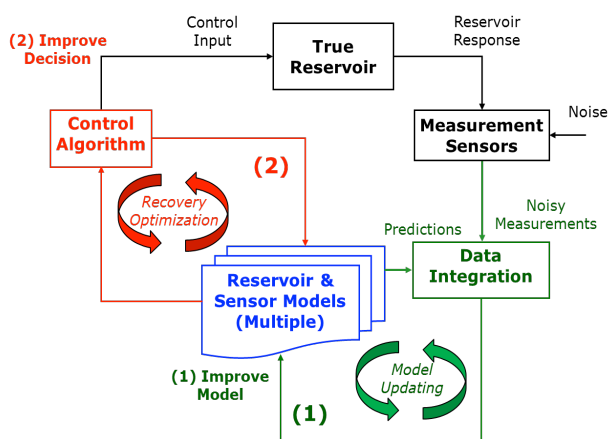 (2) Improve
Decision
Control
Input
True
Reservoir
Reservoir
Response
Control
Algorithm
Measurement
Sensors
Noise
(2)
Recovery
Optimization
Predictions
Noisy
Measurements
Reservoir &
Sensor Models
(Multiple)
Data
Integration
(1) Improve
Model
(1)
Model
Updating